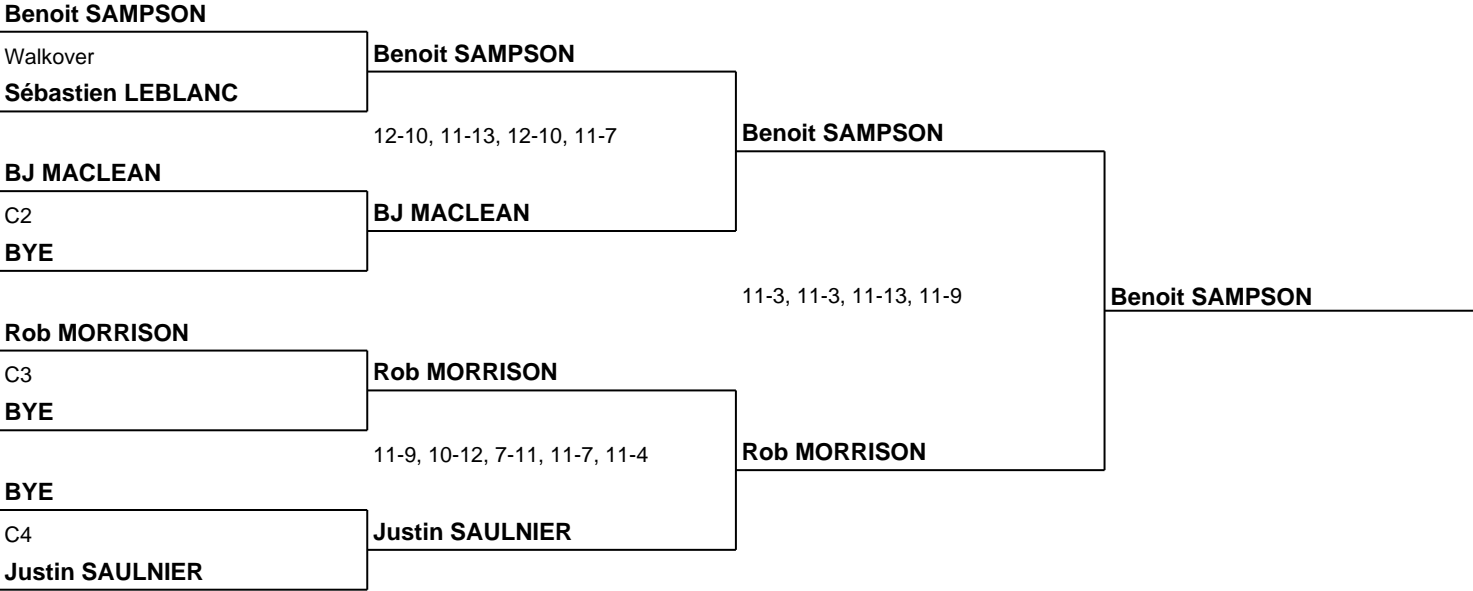 Benoit SAMPSON
Walkover
Sébastien LEBLANC
BJ MACLEAN
C2
BYE
Rob MORRISON
C3
BYE
BYE
C4
Justin SAULNIER
Benoit SAMPSON
12-10, 11-13, 12-10, 11-7
BJ MACLEAN
Rob MORRISON
11-9, 10-12, 7-11, 11-7, 11-4
Justin SAULNIER
Benoit SAMPSON
11-3, 11-3, 11-13, 11-9
Rob MORRISON
Benoit SAMPSON